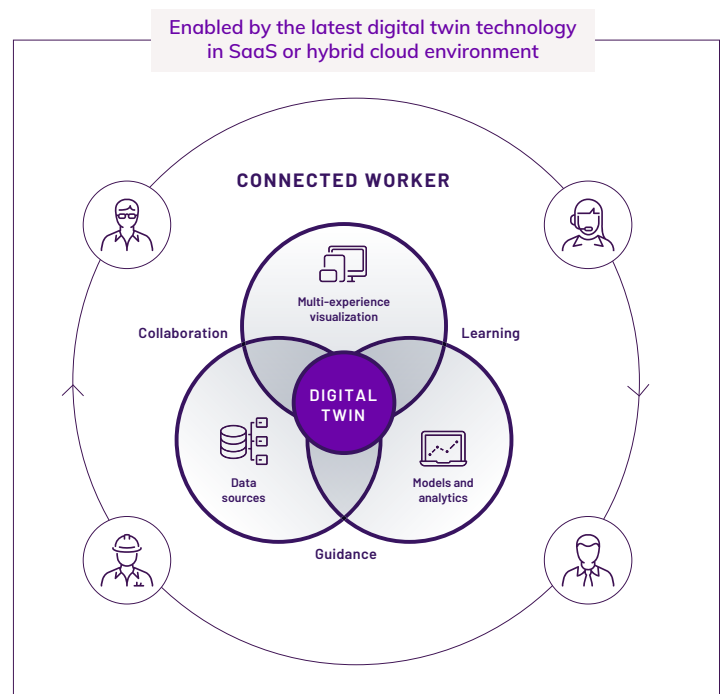 Enabled by the latest digital twin technology
in SaaS or hybrid cloud environment
CONNECTED WORKER
Multi-experience
visualization
Collaboration
Learning
DIGITAL
TWIN
Data
sources
Models and
analytics
Guidance